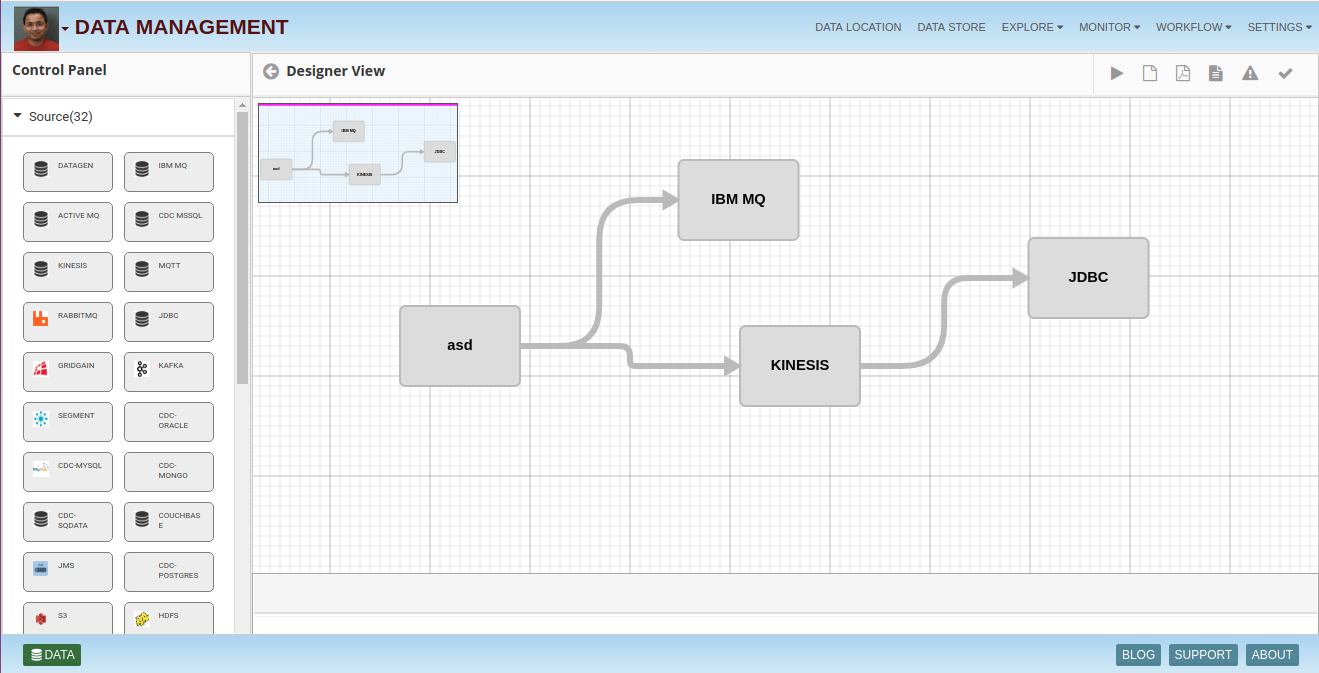 DATA MANAGEMENT
DATA LOCATION
DATA STORE
EXPLORE
MONITOR
WORKFLOW
SETTINGS
Control Panel
Designer View
Source(32)
DATAGEN
IBM MQ
ACTIVE MQ
CDC MSSQL
KINESIS
MQTT
RABBITMQ
JDBC
GRIDGAIN
KAFKA
SEGMENT
CDC-
ORACLE
CDC-MYSQL
CDC-
MONGO
CDC-
SQDATA
COUCHBAS
E
JMS
CDC-
POSTGRES
S3
HDFS
IBM MQ
JDBC
asd
KINESIS
IBM MQ
JDBC
asd
KINESIS
DATA
BLOG
SUPPORT
ABOUT